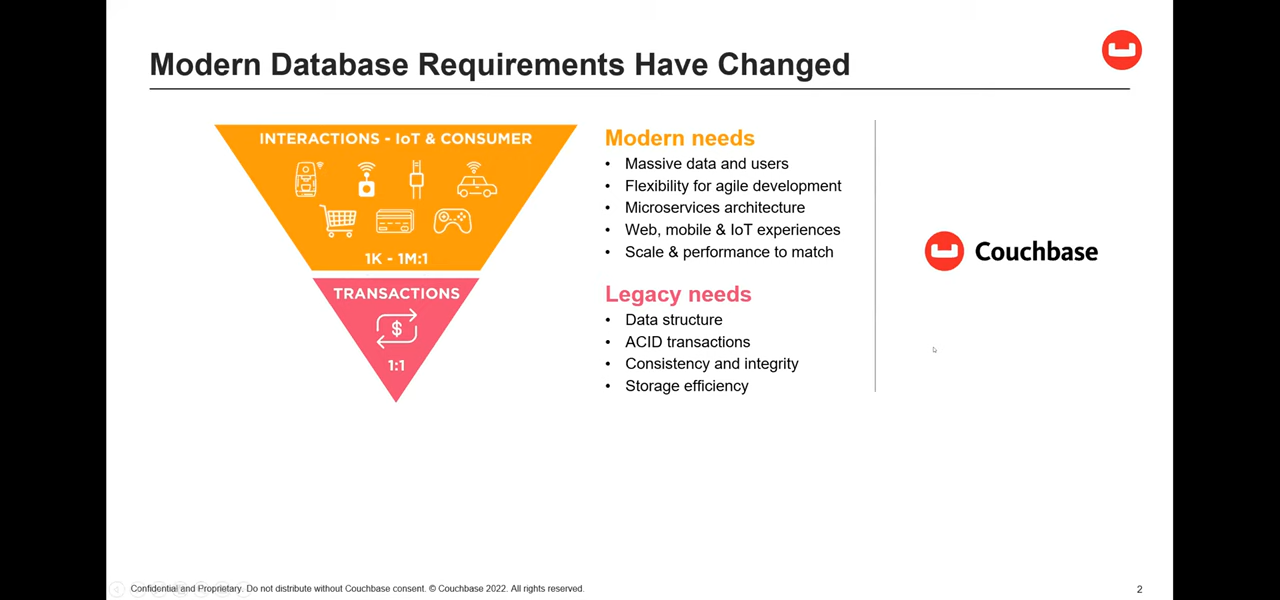 Modern Database Requirements Have Changed
INTERACTIONS - IoT & CONSUMER
1K - 1M:1
TRANSACTIONS
$
1:1
Modern needs
• Massive data and users
• Flexibility for agile development
• Microservices architecture
• Web, mobile & IoT experiences
• Scale & performance to match
Legacy needs
• Data structure
• ACID transactions
• Consistency and integrity
• Storage efficiency
Couchbase
Confidential and Proprietary. Do not distribute without Couchbase consent. © Couchbase 2022. All rights reserved.
2